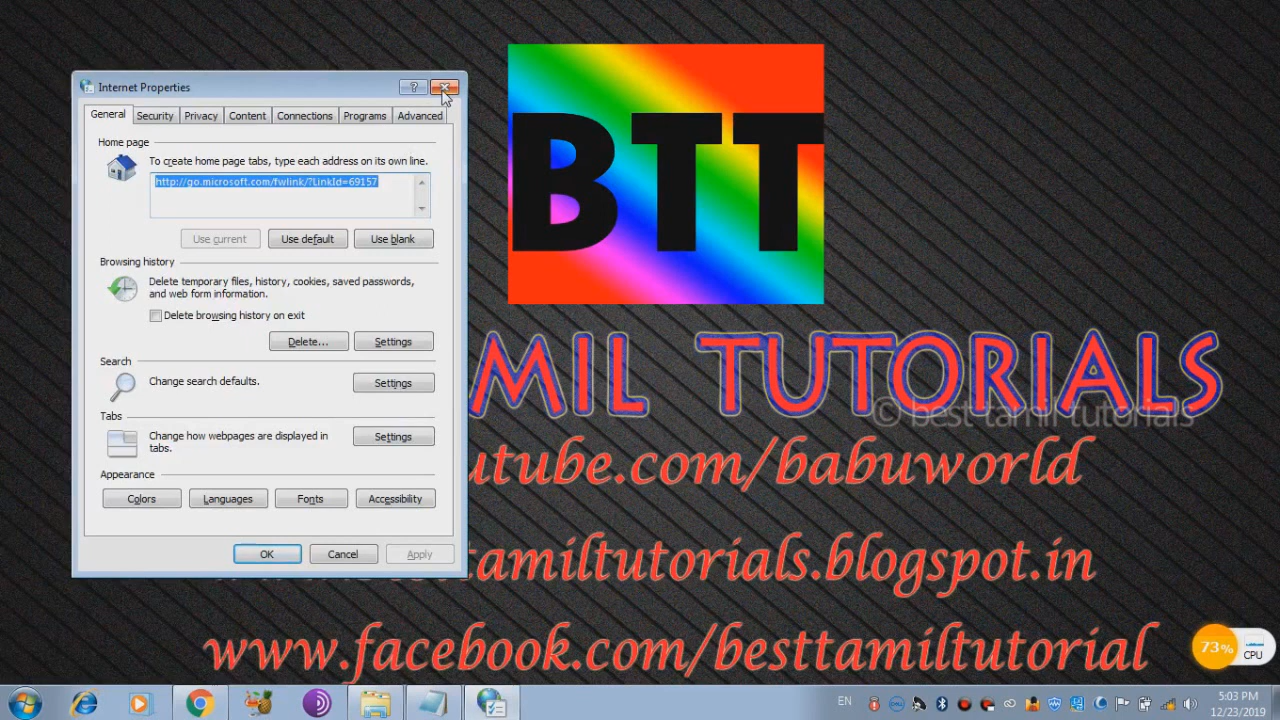 Internet Properties
?
General Security Privacy Content Connections Programs Advanced
Home page
To create home page tabs, type each address on its own line.
http://go.microsoft.com/fwlink/?LinkId=69157
Use current Use default Use blank
Browsing history
Delete temporary files, history, cookies, saved passwords,
and web form information.
Delete browsing history on exit
Delete... Settings
Search
Change search defaults. Settings
Tabs
Change how webpages are displayed in
tabs.
Settings
Appearance
Colors Languages Fonts Accessibility
OK Cancel Apply
BTT
MIL TUTORIALS
© best tamil tutorials
utube.com/babuworld
tamiltutorials.blogspot.in
www.facebook.com/besttamiltutorial
73% CPU
EN
5:03 PM
12/23/2019